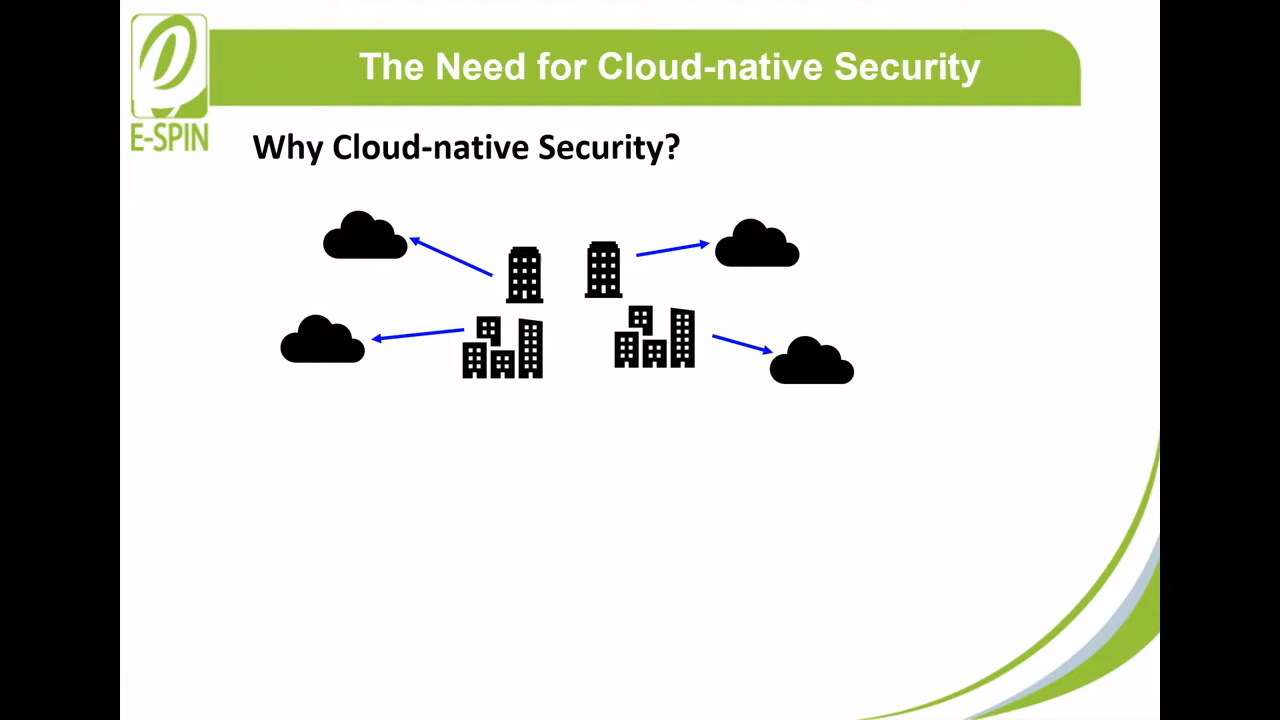 The Need for Cloud-native Security
E-SPIN
Why Cloud-native Security?